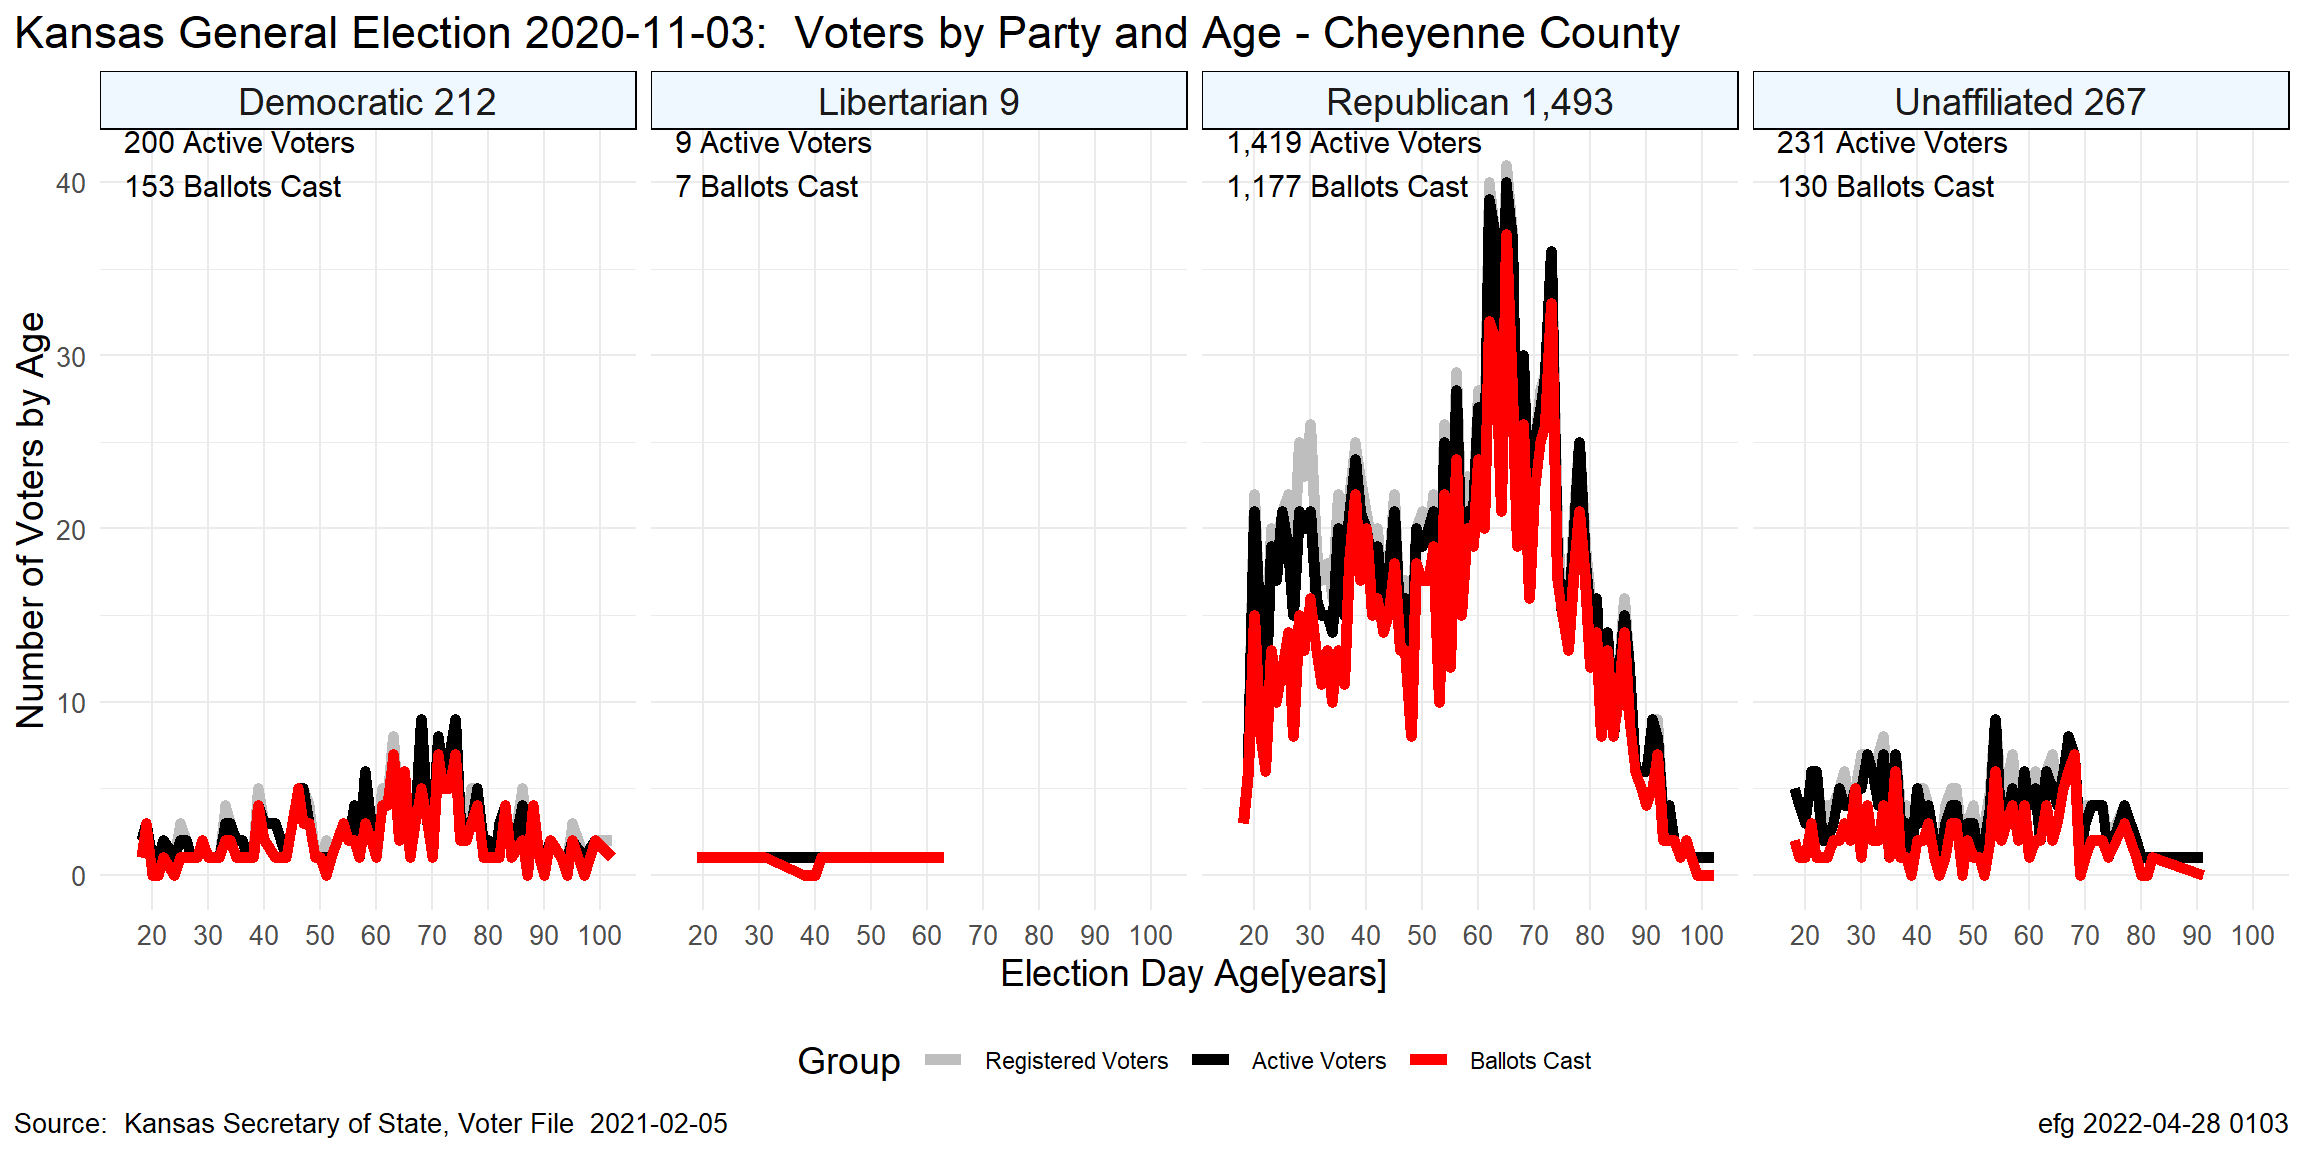 Kansas General Election 2020-11-03:  Voters by Party and Age - Cheyenne County
Democratic 212
Libertarian 9
Republican 1,493
Unaffiliated 267
200 Active Voters
153 Ballots Cast
9 Active Voters
7 Ballots Cast
1,419 Active Voters
1,177 Ballots Cast
231 Active Voters
130 Ballots Cast
Number of Voters by Age
40
30
20
10
0
20 30 40 50 60 70 80 90 100
20 30 40 50 60 70 80 90 100
20 30 40 50 60 70 80 90 100
20 30 40 50 60 70 80 90 100
Election Day Age[years]
Group Registered Voters Active Voters Ballots Cast
Source:  Kansas Secretary of State, Voter File  2021-02-05
efg 2022-04-28 0103